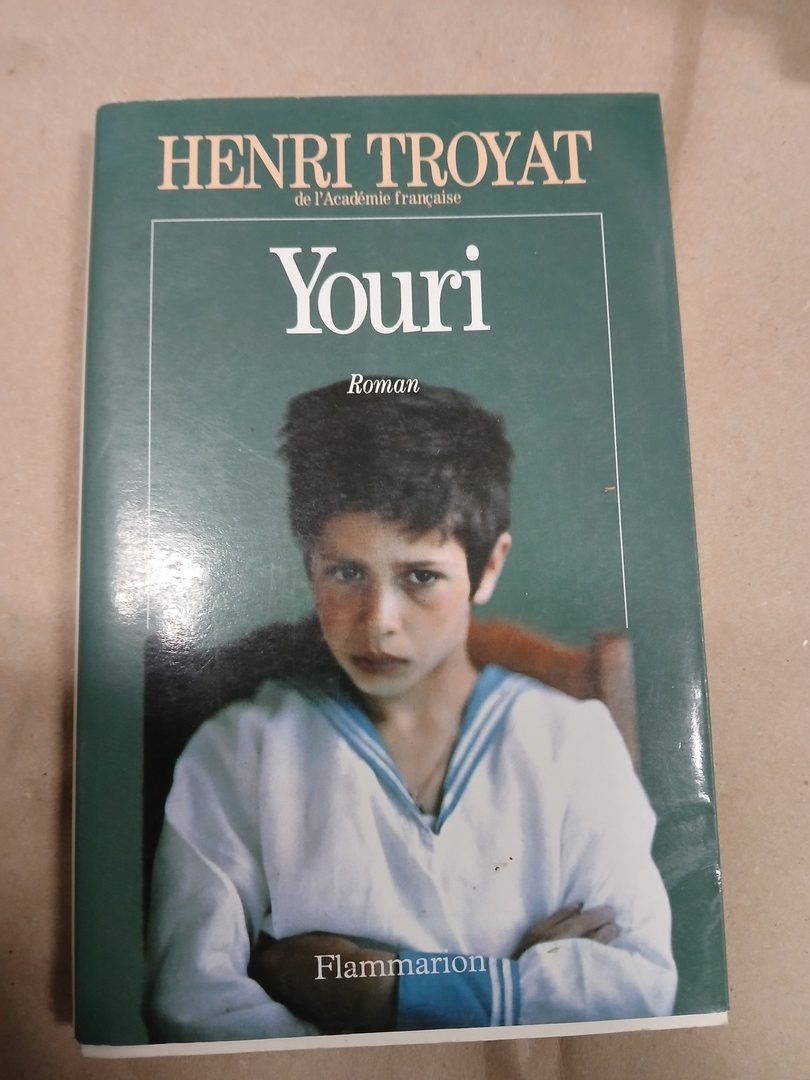 HENRI TROYAT
de l'Académie française
Youri
Roman
Flammarion